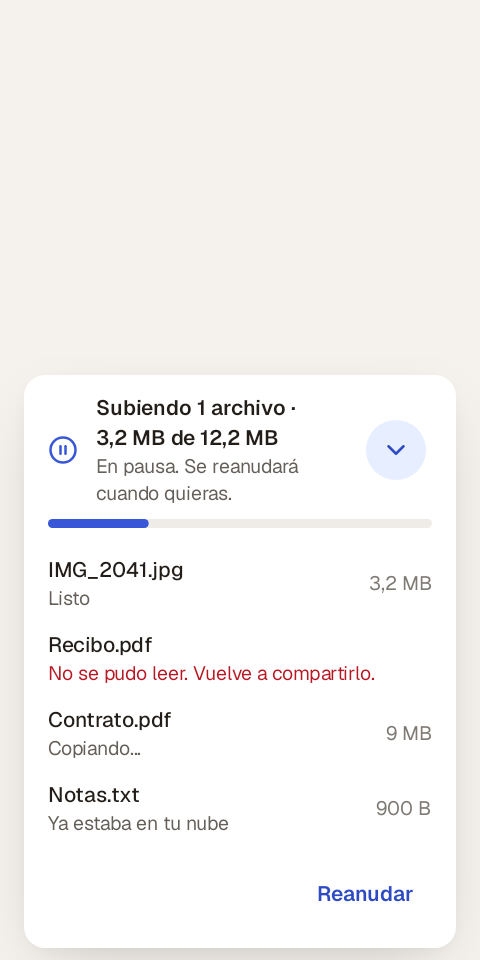 Subiendo 1 archivo ·
3,2 MB de 12,2 MB
En pausa. Se reanudará
cuando quieras.
IMG_2041.jpg
3,2 MB
Listo
Recibo.pdf
No se pudo leer. Vuelve a compartirlo.
Contrato.pdf
9 MB
Copiando...
Notas.txt
900 B
Ya estaba en tu nube
Reanudar